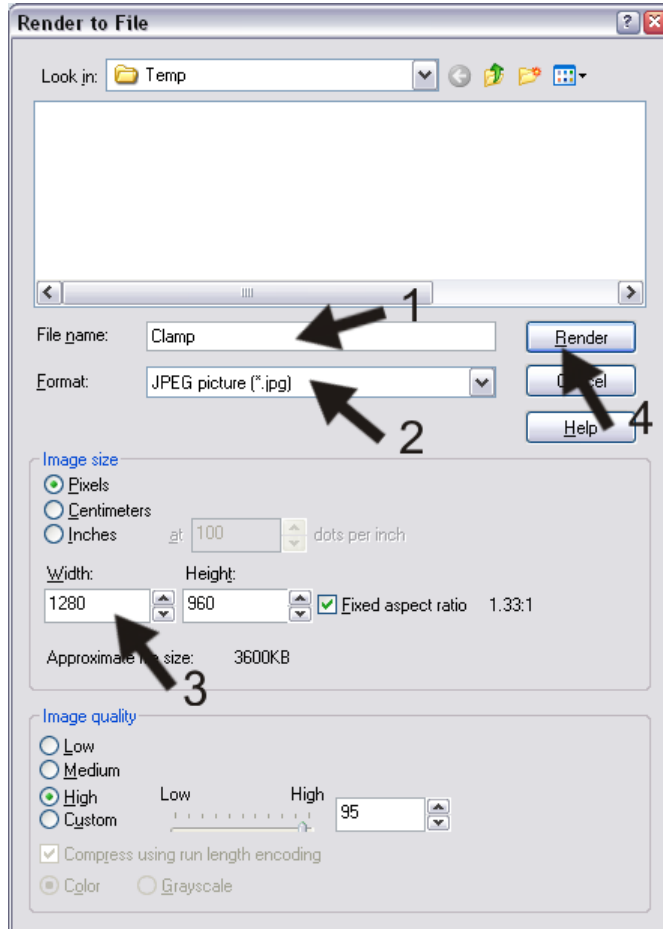 Render to File
Look in: Temp
1
File name: Clamp Render
Format: JPEG picture (*.jpg)
2
4
Help
Image size
Pixels
Centimeters
Inches at 100 dots per inch
Width: Height:
1280 960 Fixed aspect ratio 1.33:1
Approximate size: 3600KB
3
Image quality
Low
Medium
High Low High 95
Custom
Compress using run length encoding
Color Grayscale